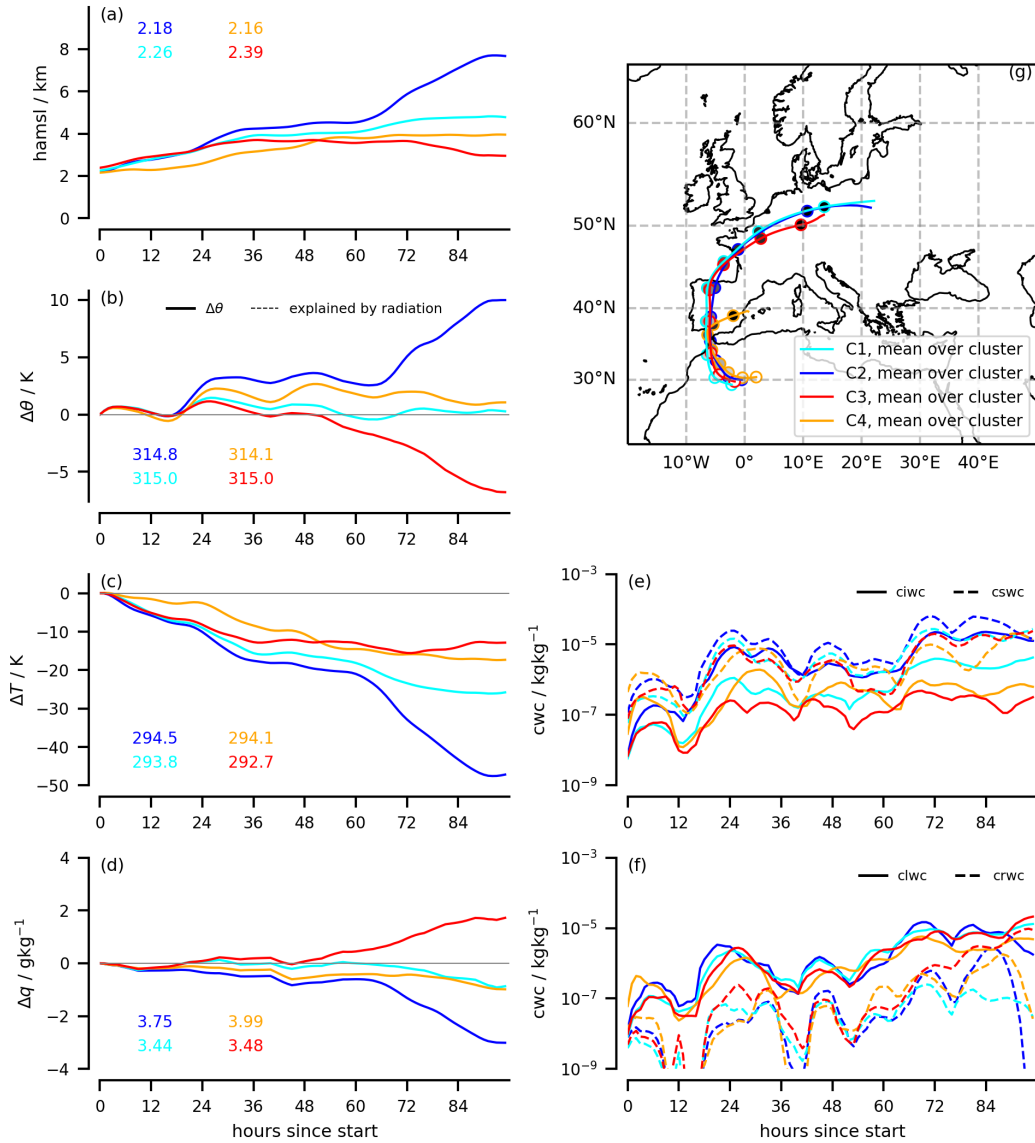 (a)
2.18 2.16
2.26 2.39
8
6
4
2
0
hamsl / km
(b)
Δθ explained by radiation
10
5
0
−5
Δθ / K
314.8 314.1
315.0 315.0
0 12 24 36 48 60 72 84
(c)
0
−10
−20
−30
−40
−50
ΔT / K
294.5 294.1
293.8 292.7
0 12 24 36 48 60 72 84
(d)
4
2
0
−2
−4
Δq / gkg⁻¹
3.75 3.99
3.44 3.48
0 12 24 36 48 60 72 84
hours since start
(g)
60°N
50°N
40°N
30°N
C1, mean over cluster
C2, mean over cluster
C3, mean over cluster
C4, mean over cluster
10°W 0° 10°E 20°E 30°E 40°E
(e)
ciwc cswc
10⁻³
10⁻⁵
10⁻⁷
10⁻⁹
cwc / kgkg⁻¹
0 12 24 36 48 60 72 84
(f)
clwc crwc
10⁻³
10⁻⁵
10⁻⁷
10⁻⁹
cwc / kgkg⁻¹
0 12 24 36 48 60 72 84
hours since start